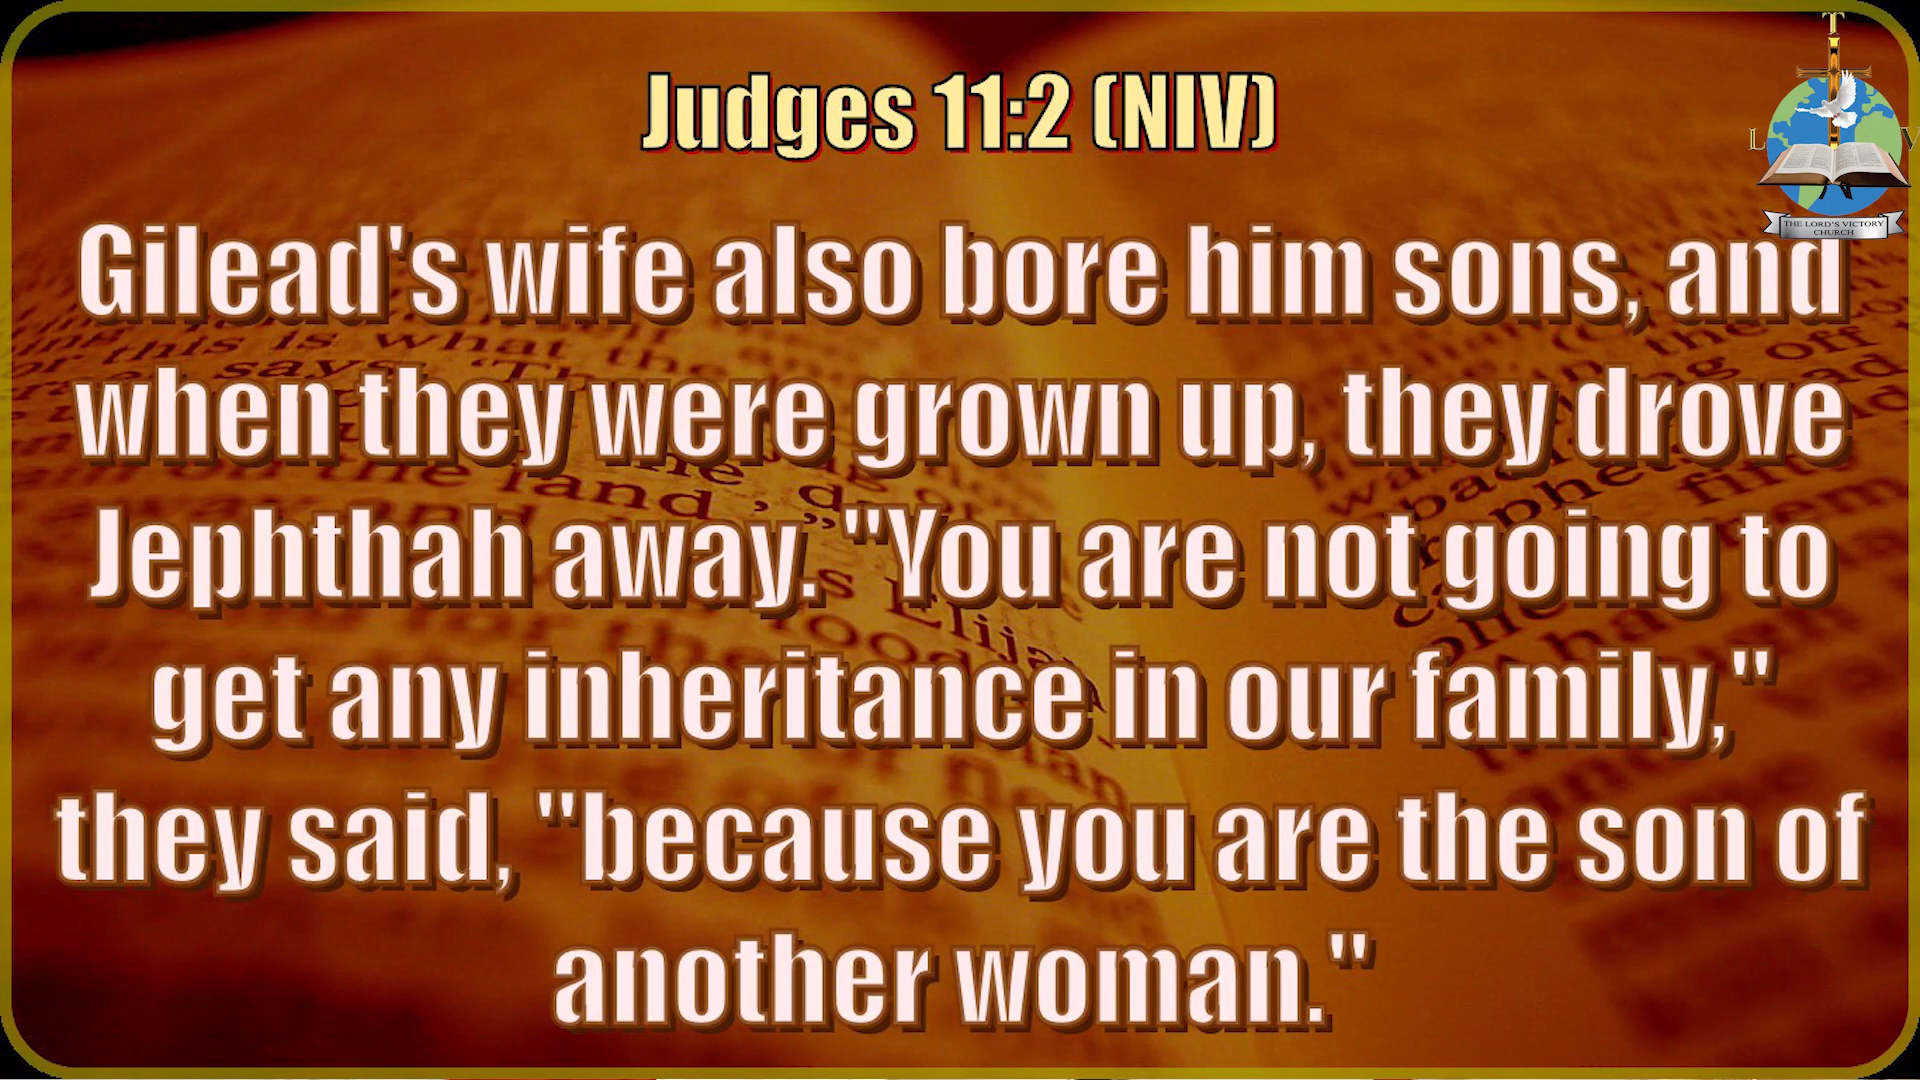 Judges 11:2 (NIV)
T
L V
THE LORD'S VICTORY
CHURCH
Gilead's wife also bore him sons, and
when they were grown up, they drove
Jephthah away. "You are not going to
get any inheritance in our family,"
they said, "because you are the son of
another woman."